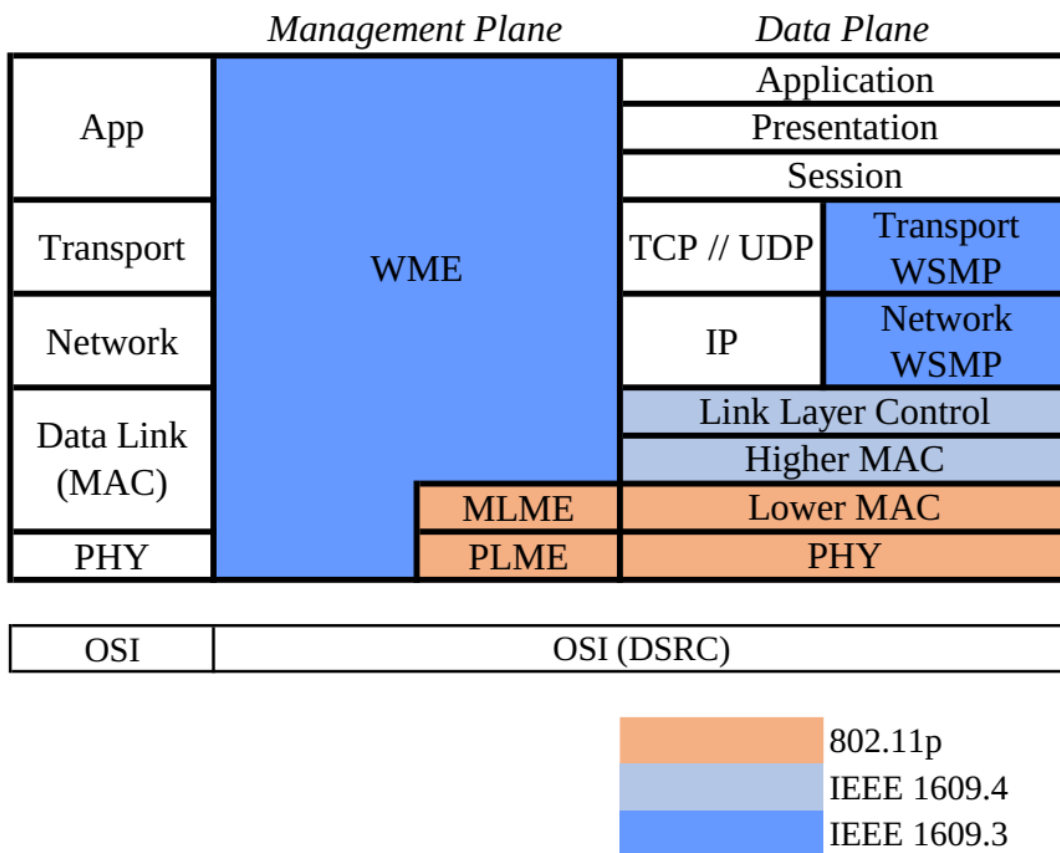 Management Plane
Data Plane
App
Application
Presentation
Session
Transport
WME
TCP // UDP
Transport
WSMP
Network
IP
Network
WSMP
Data Link
(MAC)
Link Layer Control
Higher MAC
MLME
Lower MAC
PHY
PLME
PHY
OSI
OSI (DSRC)
802.11p
IEEE 1609.4
IEEE 1609.3